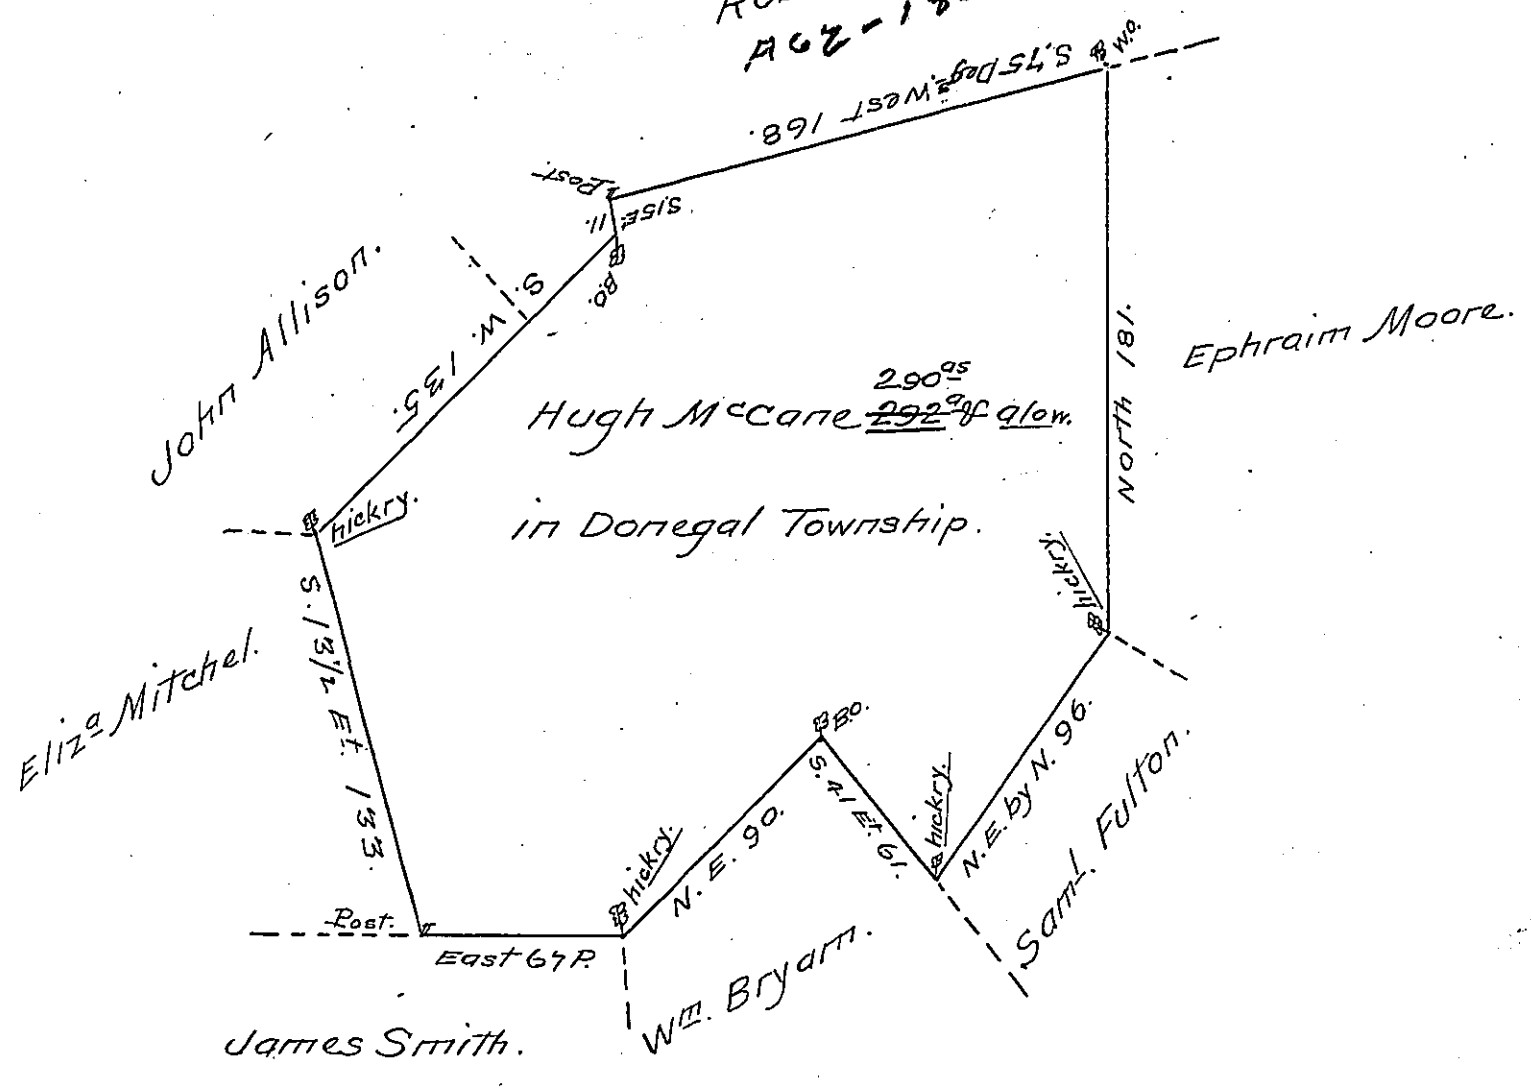 A62-1
S. 75 Deg.s West 168.
W.O.
Post.
S.15E. 11.
B.O.
S. W. 135.
John Allison.
North 181.
Ephraim Moore.
290as
Hugh McCane 292a & alow.
in Donegal Township.
hickry.
hickry.
S. 13½ Et. 133.
Eliza Mitchel.
B.O.
S. 41 Et. 61.
hickry.
N.E. by N. 96.
Saml. Fulton.
hickry.
N. E. 90.
Post.
East 67 P.
Wm. Bryam.
James Smith.